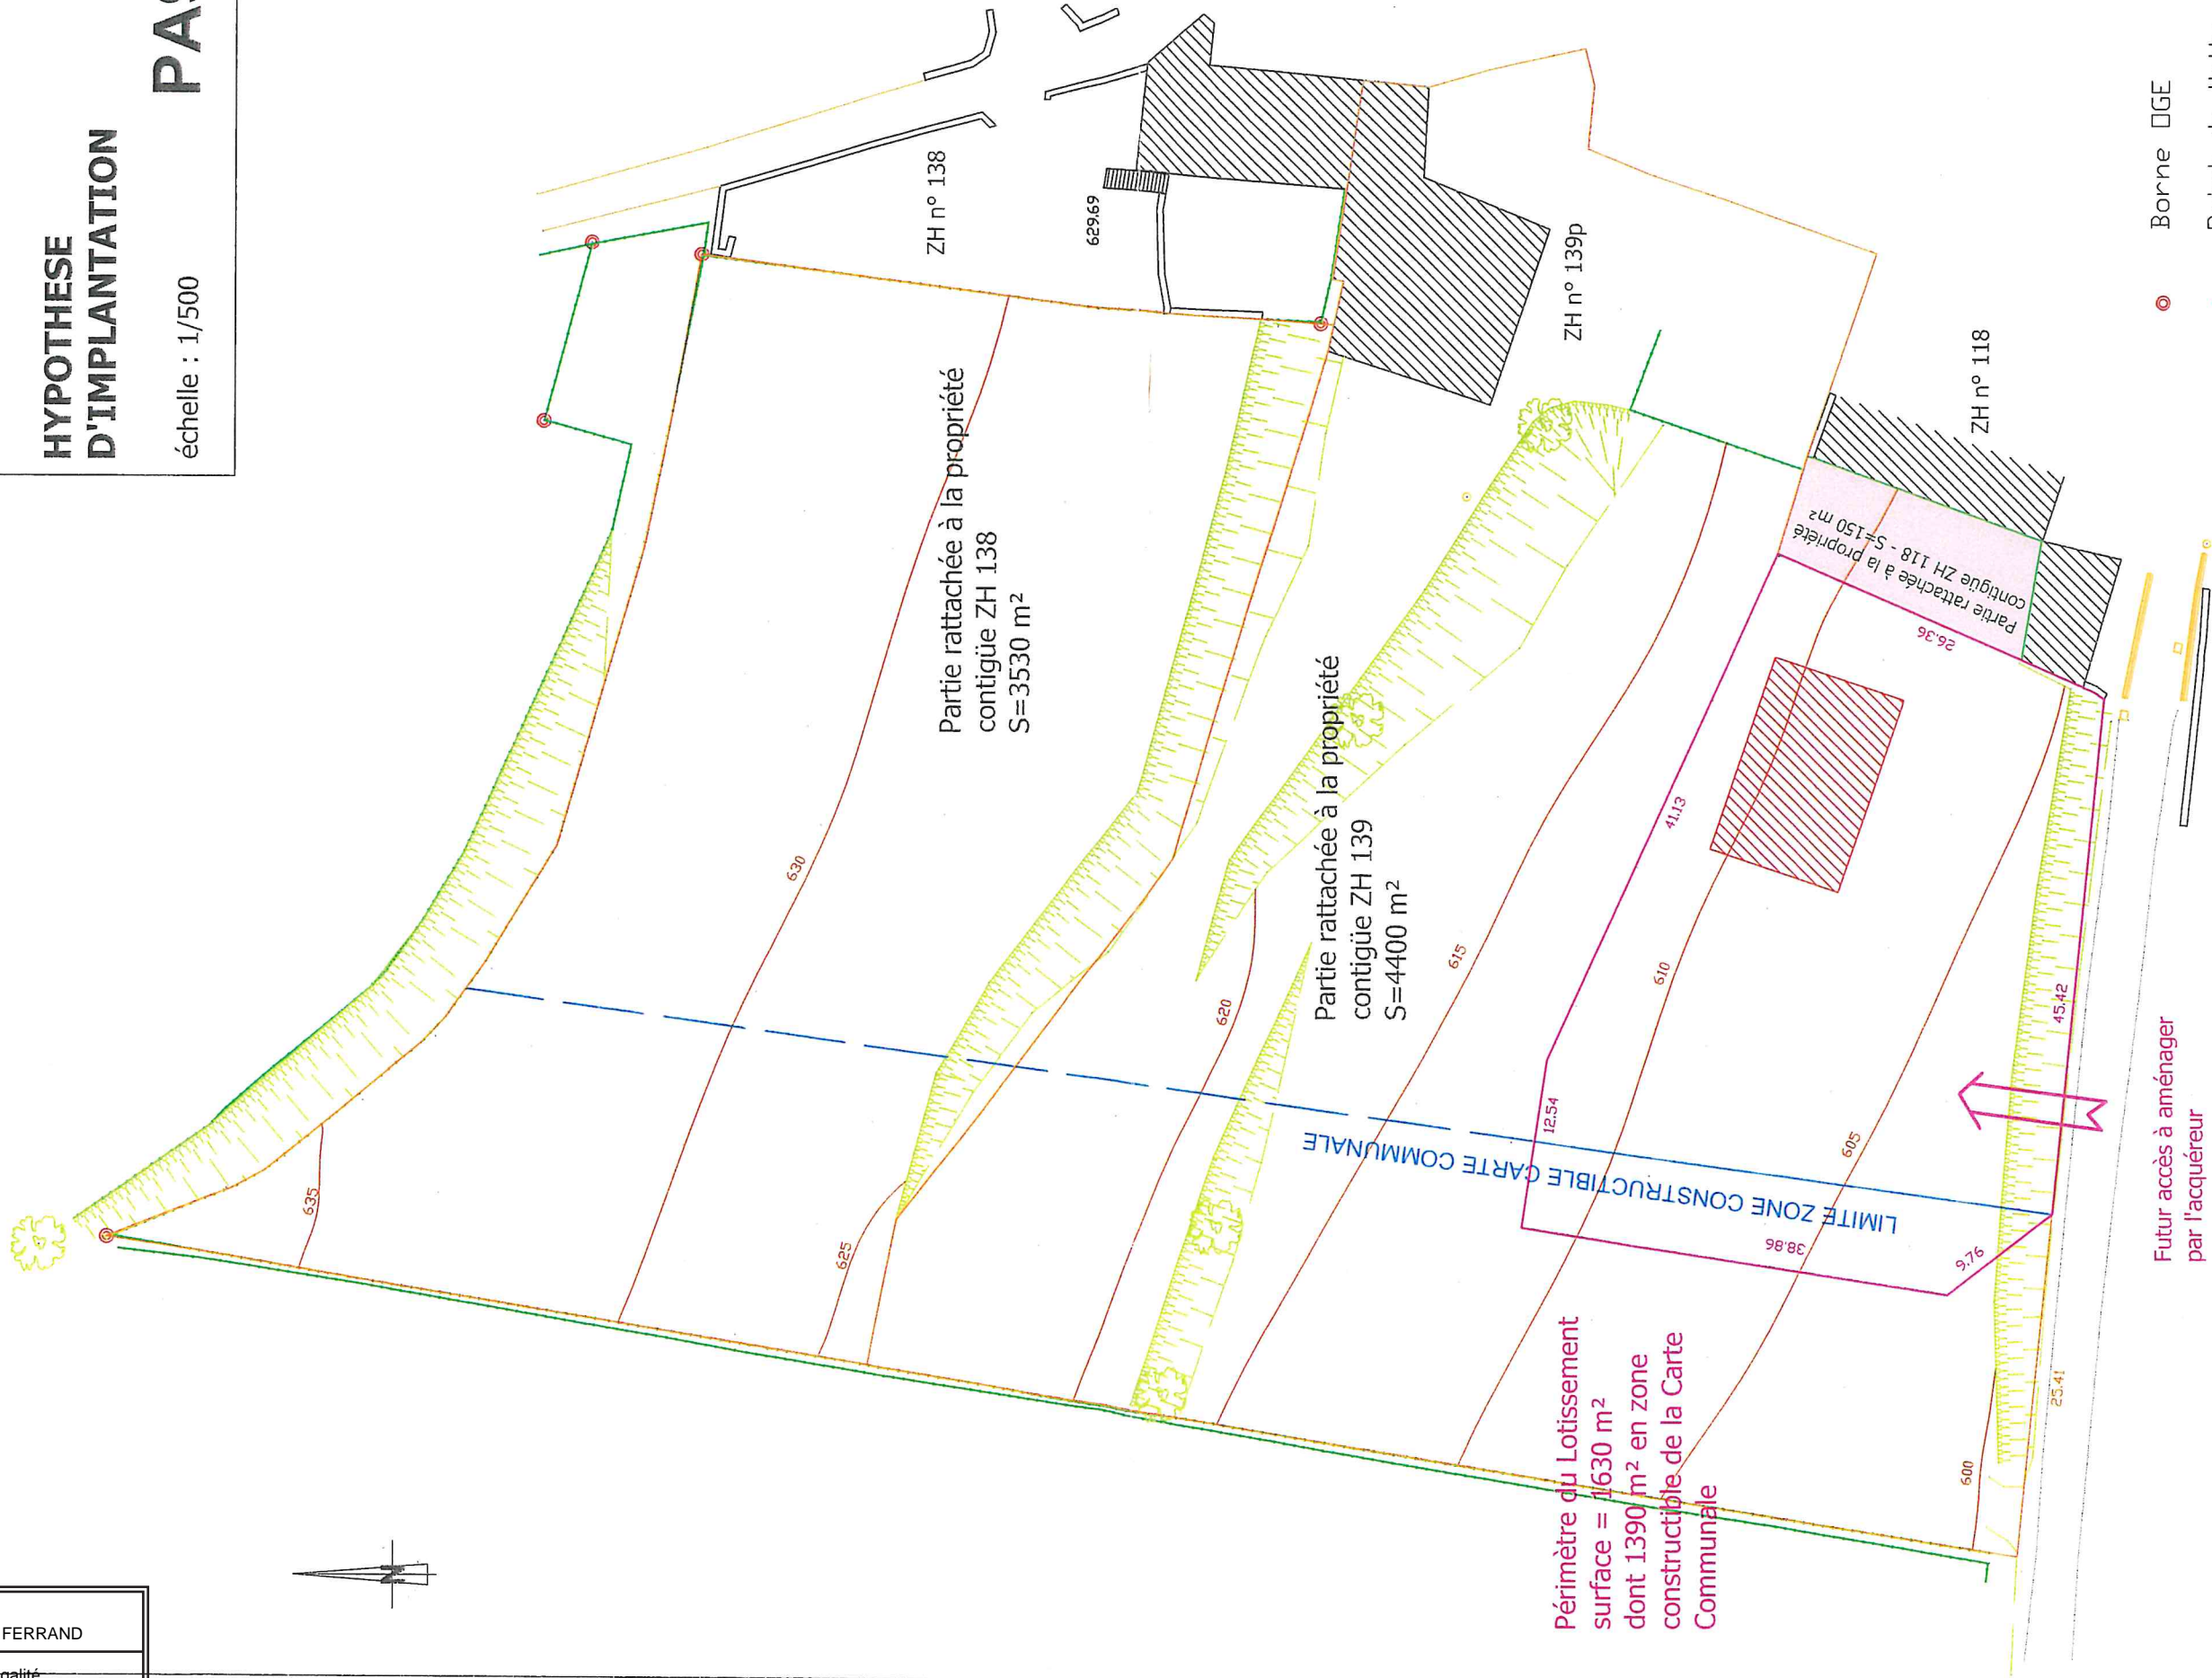 HYPOTHESE
D'IMPLANTATION
échelle : 1/500
FERRAND
N
ZH n° 138
629.69
ZH n° 139p
ZH n° 118
Partie rattachée à la propriété
contigüe ZH 138
S=3530 m²
Partie rattachée à la propriété
contigüe ZH 139
S=4400 m²
Partie rattachée à la propriété
contigüe ZH 118 - S=150 m²
635
630
625
620
615
610
605
600
41.13
26.36
12.54
38.86
9.76
45.42
25.41
LIMITE ZONE CONSTRUCTIBLE CARTE COMMUNALE
Périmètre du Lotissement
surface = 1630 m²
dont 1390 m² en zone
constructible de la Carte
Communale
Futur accès à aménager
par l'acquéreur
Borne OGE